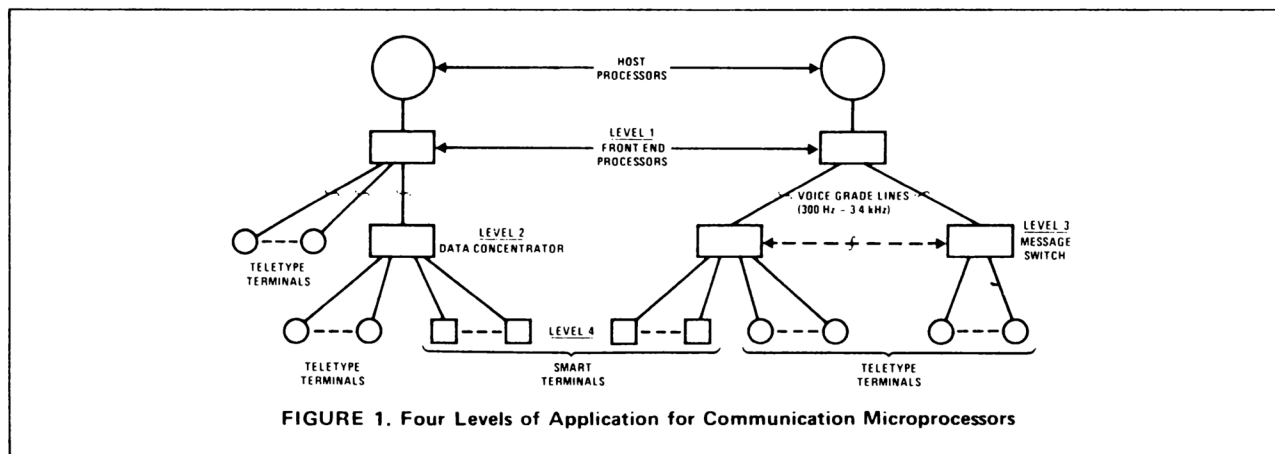 HOST
PROCESSORS
LEVEL 1
FRONT END
PROCESSORS
VOICE GRADE LINES
(300 Hz - 3 4 kHz)
LEVEL 2
DATA CONCENTRATOR
LEVEL 3
MESSAGE
SWITCH
TELETYPE
TERMINALS
LEVEL 4
TELETYPE
TERMINALS
SMART
TERMINALS
TELETYPE
TERMINALS
FIGURE 1. Four Levels of Application for Communication Microprocessors